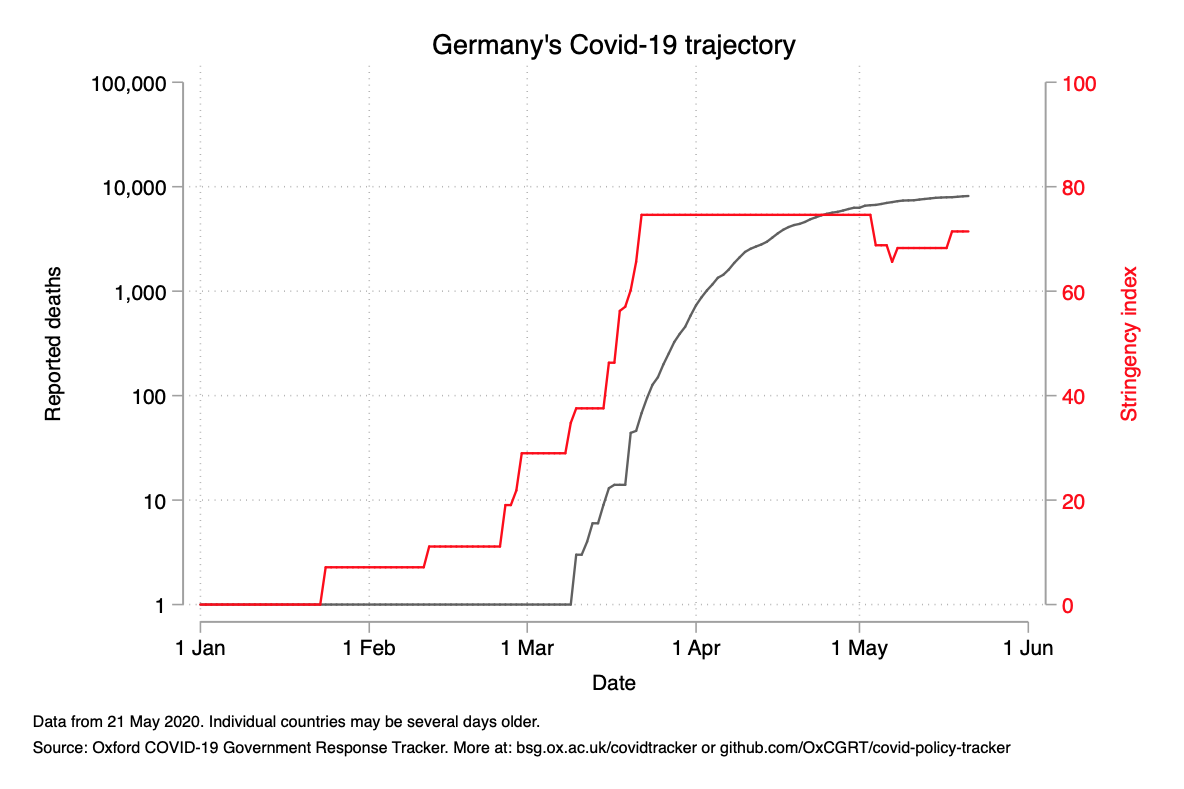 Germany's Covid-19 trajectory
100,000
10,000
1,000
100
10
1
Reported deaths
100
80
60
40
20
0
Stringency index
1 Jan 1 Feb 1 Mar 1 Apr 1 May 1 Jun
Date
Data from 21 May 2020. Individual countries may be several days older.
Source: Oxford COVID-19 Government Response Tracker. More at: bsg.ox.ac.uk/covidtracker or github.com/OxCGRT/covid-policy-tracker